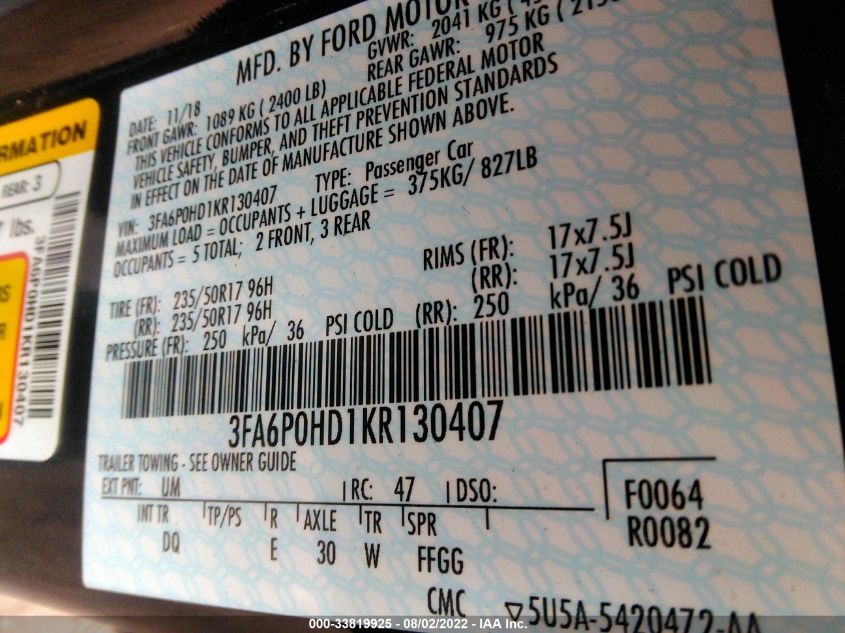 MFD. BY FORD MOTOR
DATE: 11/18 GVWR: 2041 KG (
FRONT GAWR: 1089 KG ( 2400 LB) REAR GAWR: 975 KG (
THIS VEHICLE CONFORMS TO ALL APPLICABLE FEDERAL MOTOR
VEHICLE SAFETY, BUMPER, AND THEFT PREVENTION STANDARDS
IN EFFECT ON THE DATE OF MANUFACTURE SHOWN ABOVE.
VIN: 3FA6P0HD1KR130407 TYPE: Passenger Car
MAXIMUM LOAD = OCCUPANTS + LUGGAGE = 375KG/ 827LB
OCCUPANTS = 5 TOTAL; 2 FRONT, 3 REAR
TIRE (FR): 235/50R17 96H RIMS (FR): 17x7.5J
(RR): 235/50R17 96H (RR): 17x7.5J
PRESSURE (FR): 250 kPa/ 36 PSI COLD (RR): 250 kPa/ 36 PSI COLD
3FA6P0HD1KR130407
TRAILER TOWING - SEE OWNER GUIDE
EXT PNT: UM RC: 47 DSO:
INT TR TP/PS R AXLE TR SPR
DQ E 30 W FFGG
F0064
R0082
CMC ▽5U5A-5420472-AA
RMATION
REAR: 3
lbs.
3FA6P0HD1KR130407
000-33819925 - 08/02/2022 - IAA Inc.